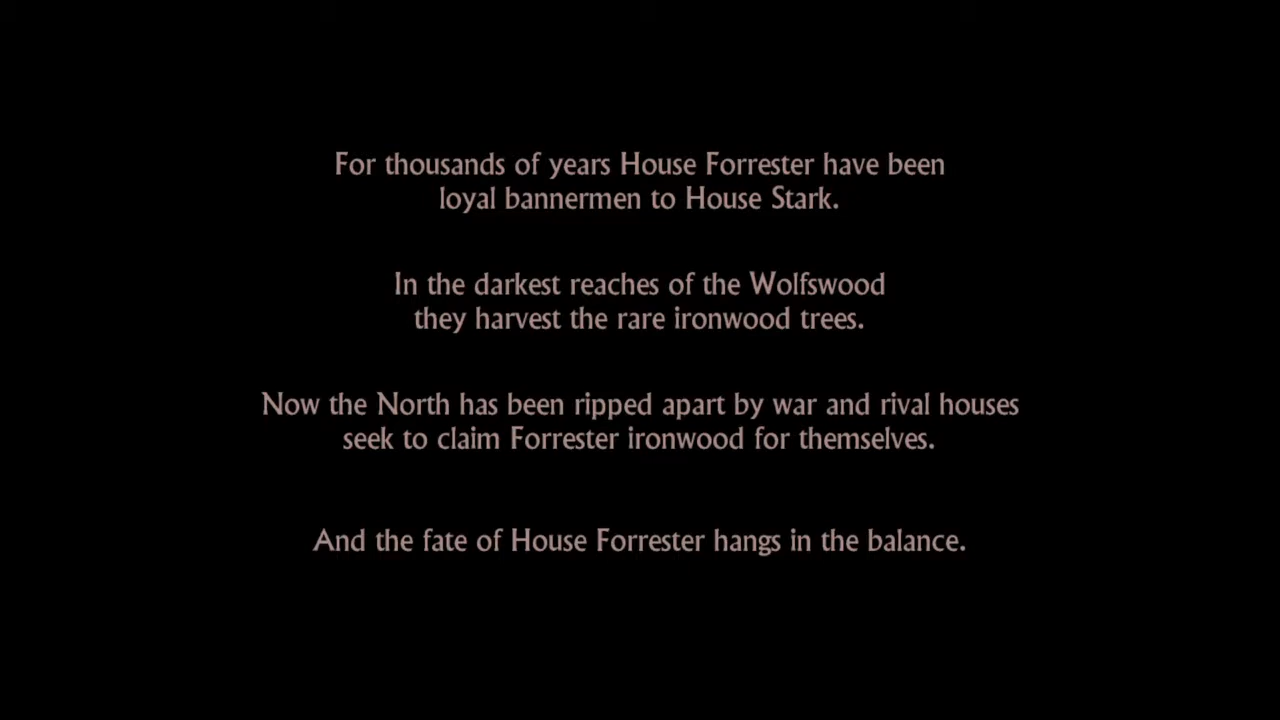 For thousands of years House Forrester have been
loyal bannermen to House Stark.
In the darkest reaches of the Wolfswood
they harvest the rare ironwood trees.
Now the North has been ripped apart by war and rival houses
seek to claim Forrester ironwood for themselves.
And the fate of House Forrester hangs in the balance.